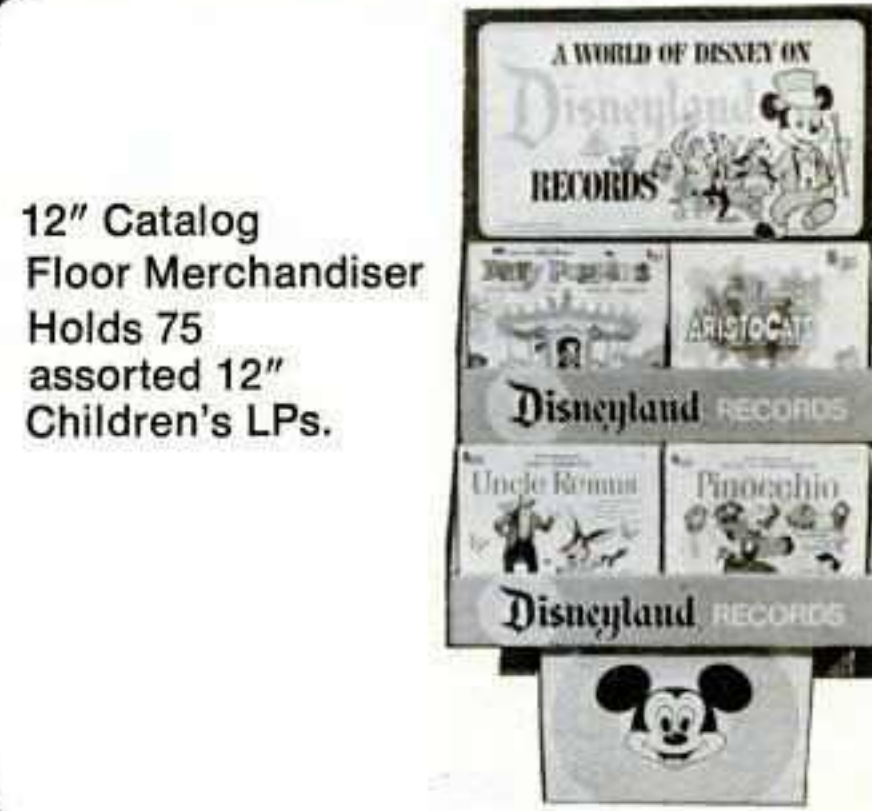 12" Catalog
Floor Merchandiser
Holds 75
assorted 12"
Children's LPs.
A WORLD OF DISNEY ON
Disneyland
RECORDS
ARISTOCATS
Disneyland RECORDS
Uncle Remus
Pinocchio
Disneyland RECORDS